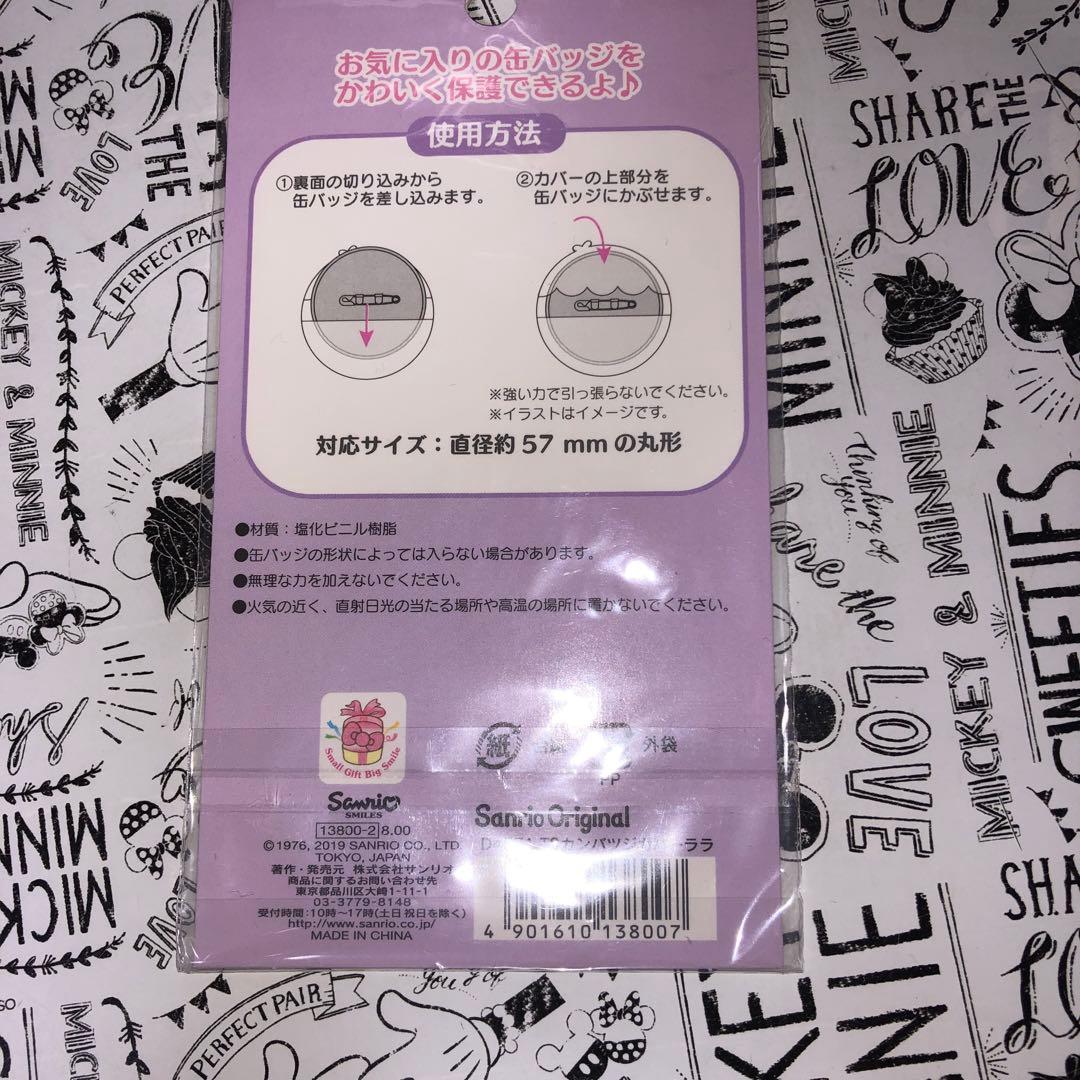 お気に入りの缶バッジを
かわいく保護できるよ♪
使用方法
①裏面の切り込みから
缶バッジを差し込みます。
②カバーの上部分を
缶バッジにかぶせます。
※強い力で引っ張らないでください。
※イラストはイメージです。
対応サイズ：直径約57 mmの丸形
●材質：塩化ビニル樹脂
●缶バッジの形状によっては入らない場合があります。
●無理な力を加えないでください。
●火気の近く、直射日光の当たる場所や高温の場所に置かないでください。
Small Gift Big Smile
Sanrio
SMILES
13800-2 8.00
©1976, 2019 SANRIO CO., LTD.
TOKYO, JAPAN
著作・発売元 株式会社サンリオ
商品に関するお問い合わせ先
東京都品川区大崎1-11-1
03-3779-8148
受付時間:10時〜17時(土日祝日を除く)
http://www.sanrio.co.jp/
MADE IN CHINA
紙
外袋
PP
Sanrio Original
カンバツジ
ララ
4 901610 138007
MICKEY & MINNIE
PERFECT PAIR
LOVE
THE
SHARE THE
LOVE
MINNIE
Thinking of
you...
Share the
LOVE
MICKEY & MINNIE
SWEETIES
PERFECT PAIR
LOVE